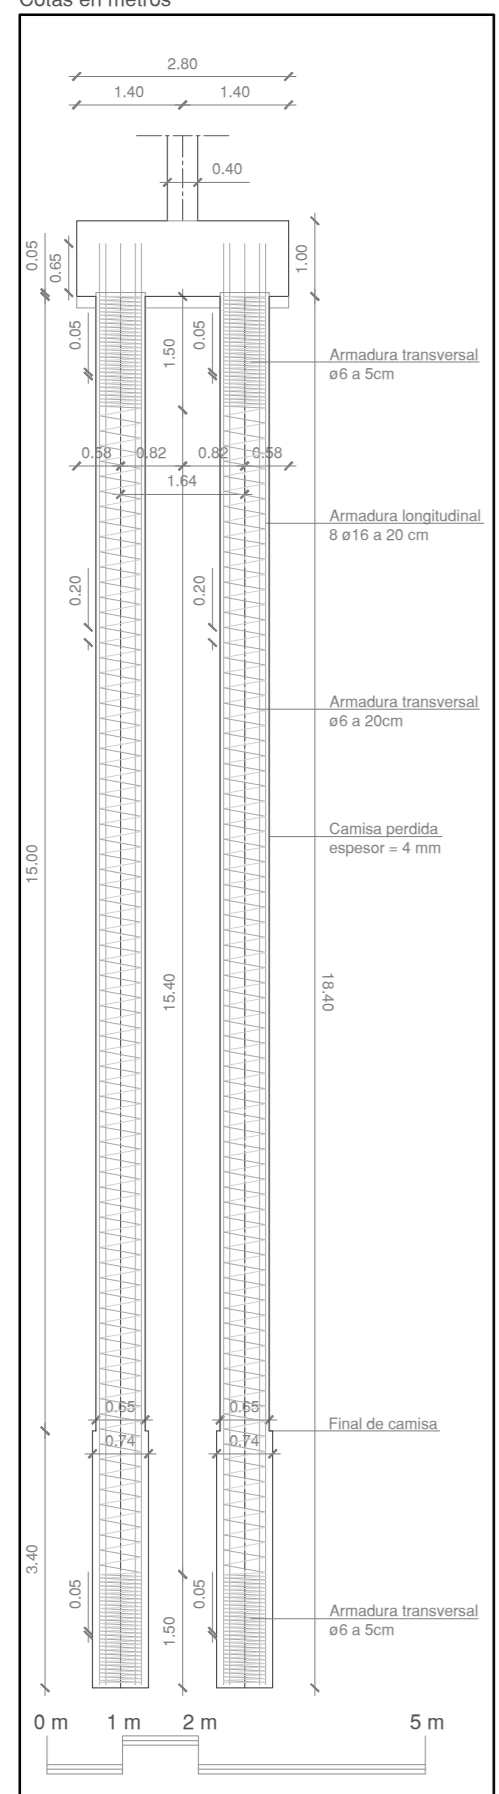 Cotas en metros
2.80
1.40 1.40
0.40
0.05
0.65
1.00
0.05
1.50
0.05
Armadura transversal
ø6 a 5cm
0.58 0.82 0.82 0.58
1.64
Armadura longitudinal
8 ø16 a 20 cm
0.20
0.20
Armadura transversal
ø6 a 20cm
Camisa perdida
espesor = 4 mm
15.00
15.40
18.40
0.65 0.65
Final de camisa
0.74 0.74
3.40
0.05
1.50
0.05
Armadura transversal
ø6 a 5cm
0 m 1 m 2 m 5 m